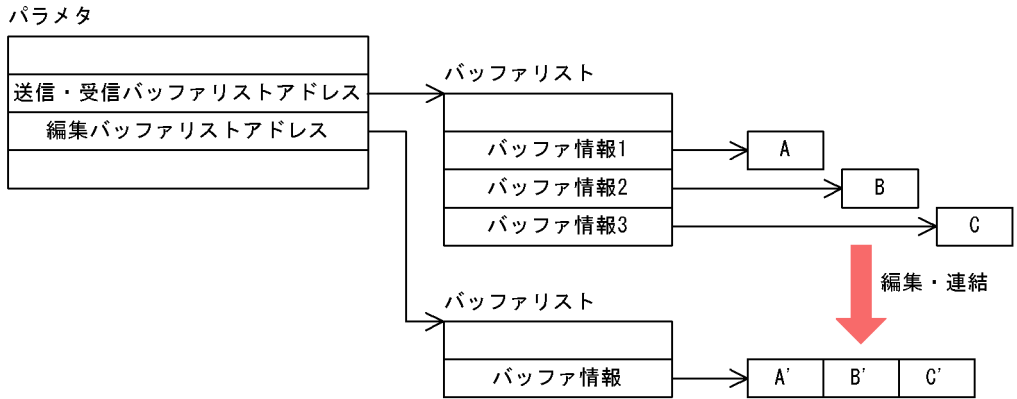 パラメタ
送信・受信バッファリストアドレス
編集バッファリストアドレス
バッファリスト
バッファ情報1
A
バッファ情報2
B
バッファ情報3
C
編集・連結
バッファリスト
バッファ情報
A' B' C'